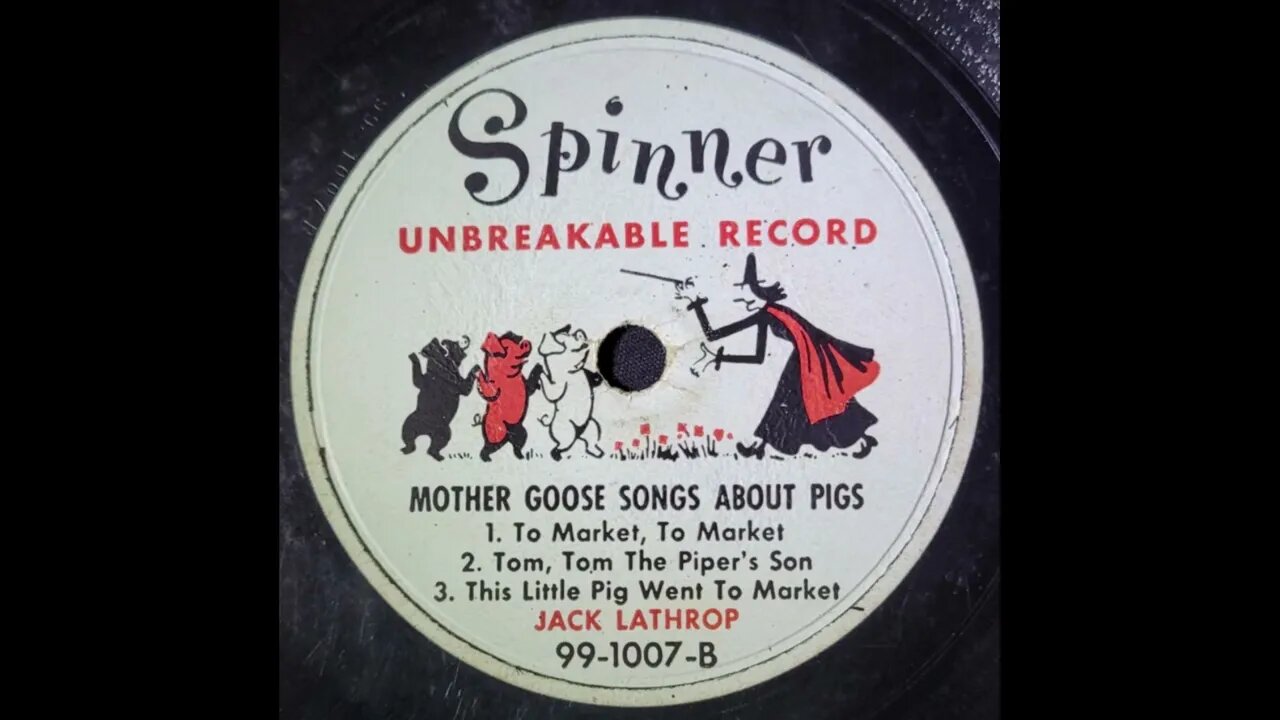 Spinner
UNBREAKABLE RECORD
MOTHER GOOSE SONGS ABOUT PIGS
1. To Market, To Market
2. Tom, Tom The Piper's Son
3. This Little Pig Went To Market
JACK LATHROP
99-1007-B